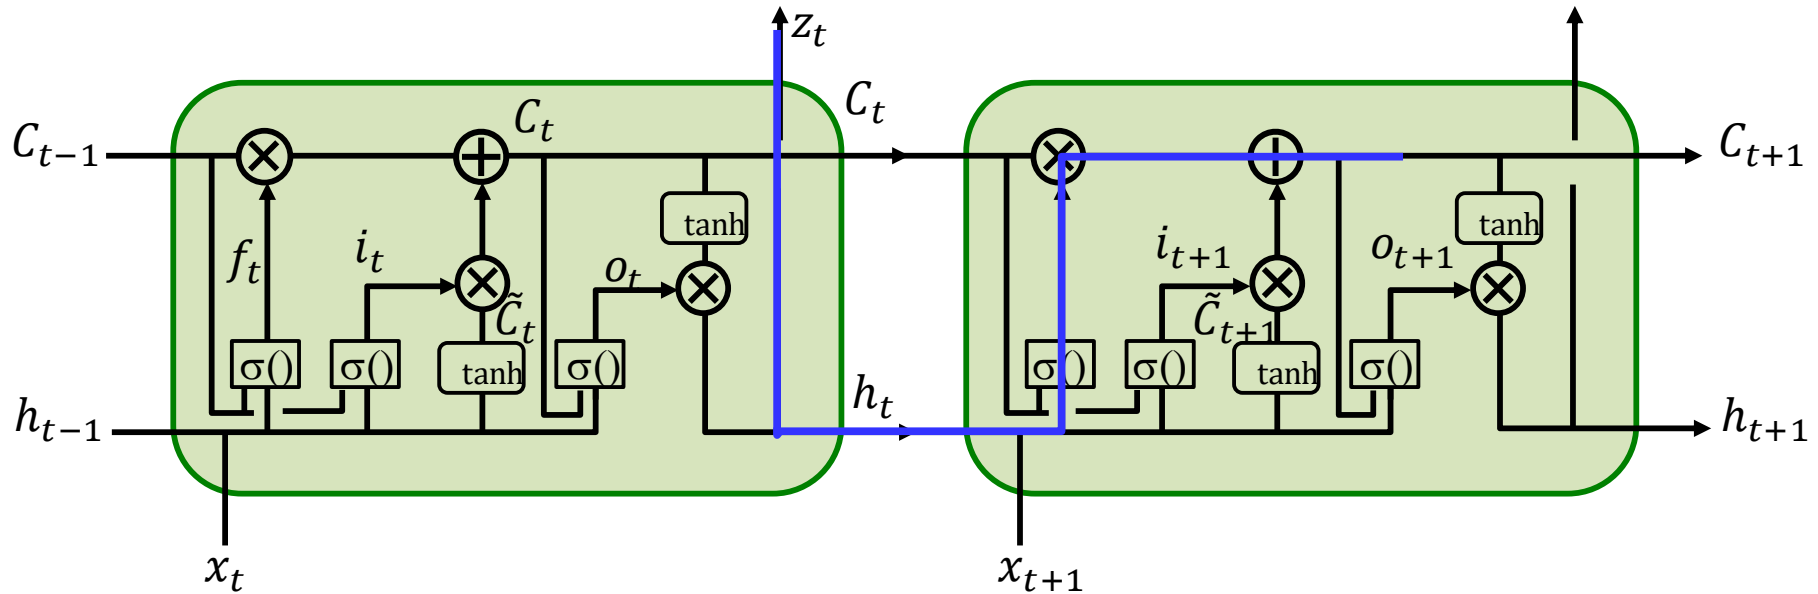 z_t
C_{t-1} C_t C_t C_{t+1}
tanh tanh
f_t i_t o_t i_{t+1} o_{t+1}
C̃_t C̃_{t+1}
σ() σ() tanh σ() σ() σ() tanh σ()
h_{t-1} h_t h_{t+1}
x_t x_{t+1}